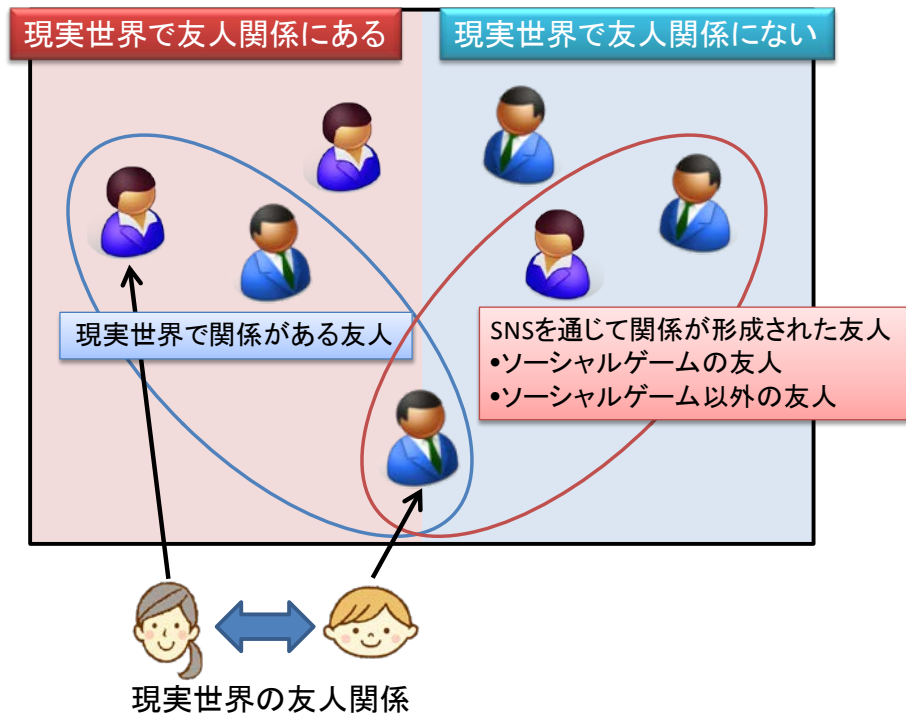 現実世界で友人関係にある
現実世界で友人関係にない
現実世界で関係がある友人
SNSを通じて関係が形成された友人
•ソーシャルゲームの友人
•ソーシャルゲーム以外の友人
現実世界の友人関係